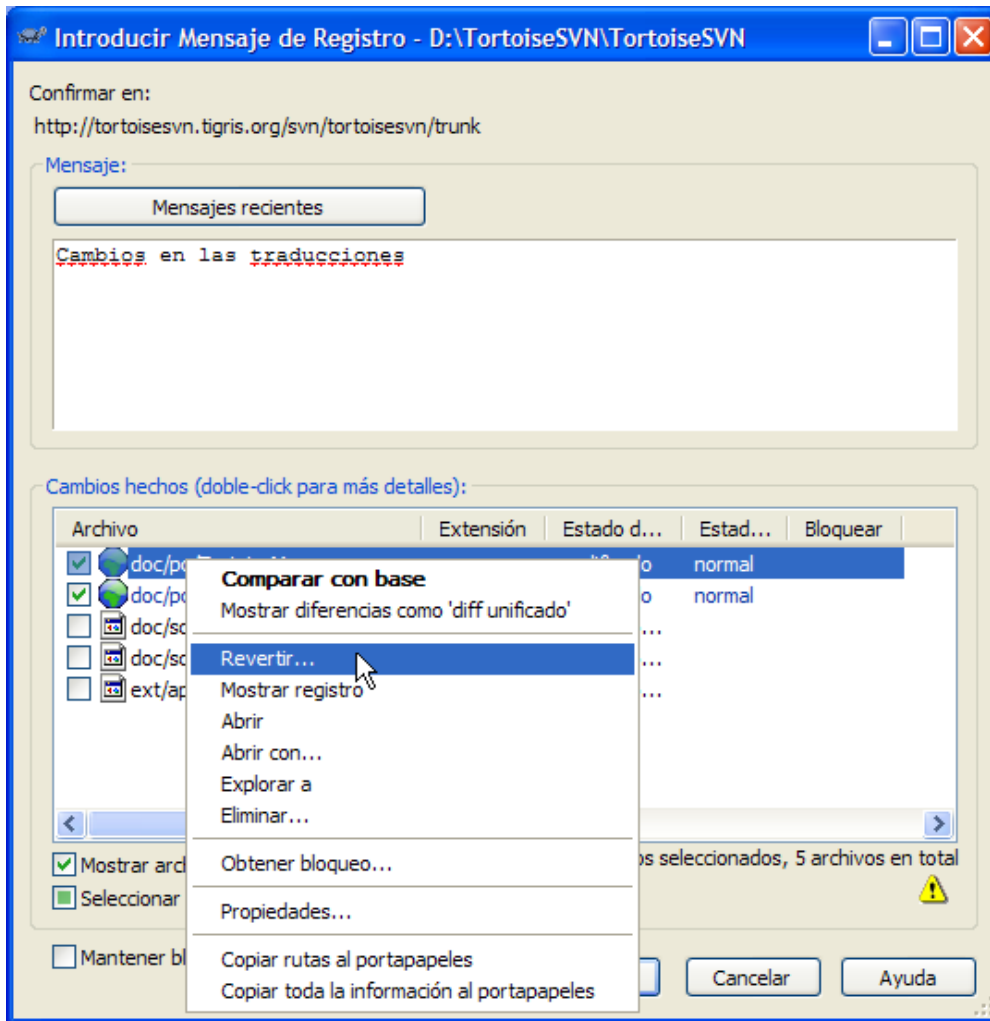 Introducir Mensaje de Registro - D:\TortoiseSVN\TortoiseSVN
Confirmar en:
http://tortoisesvn.tigris.org/svn/tortoisesvn/trunk
Mensaje:
Mensajes recientes
Cambios en las traducciones
Cambios hechos (doble-click para más detalles):
Archivo Extensión Estado d... Estad... Bloquear
normal
normal
Comparar con base
Mostrar diferencias como 'diff unificado'
Revertir...
Mostrar registro
Abrir
Abrir con...
Explorar a
Eliminar...
Obtener bloqueo...
Propiedades...
Copiar rutas al portapapeles
Copiar toda la información al portapapeles
Mostrar
seleccionados, 5 archivos en total
Seleccionar
Mantener
Cancelar
Ayuda